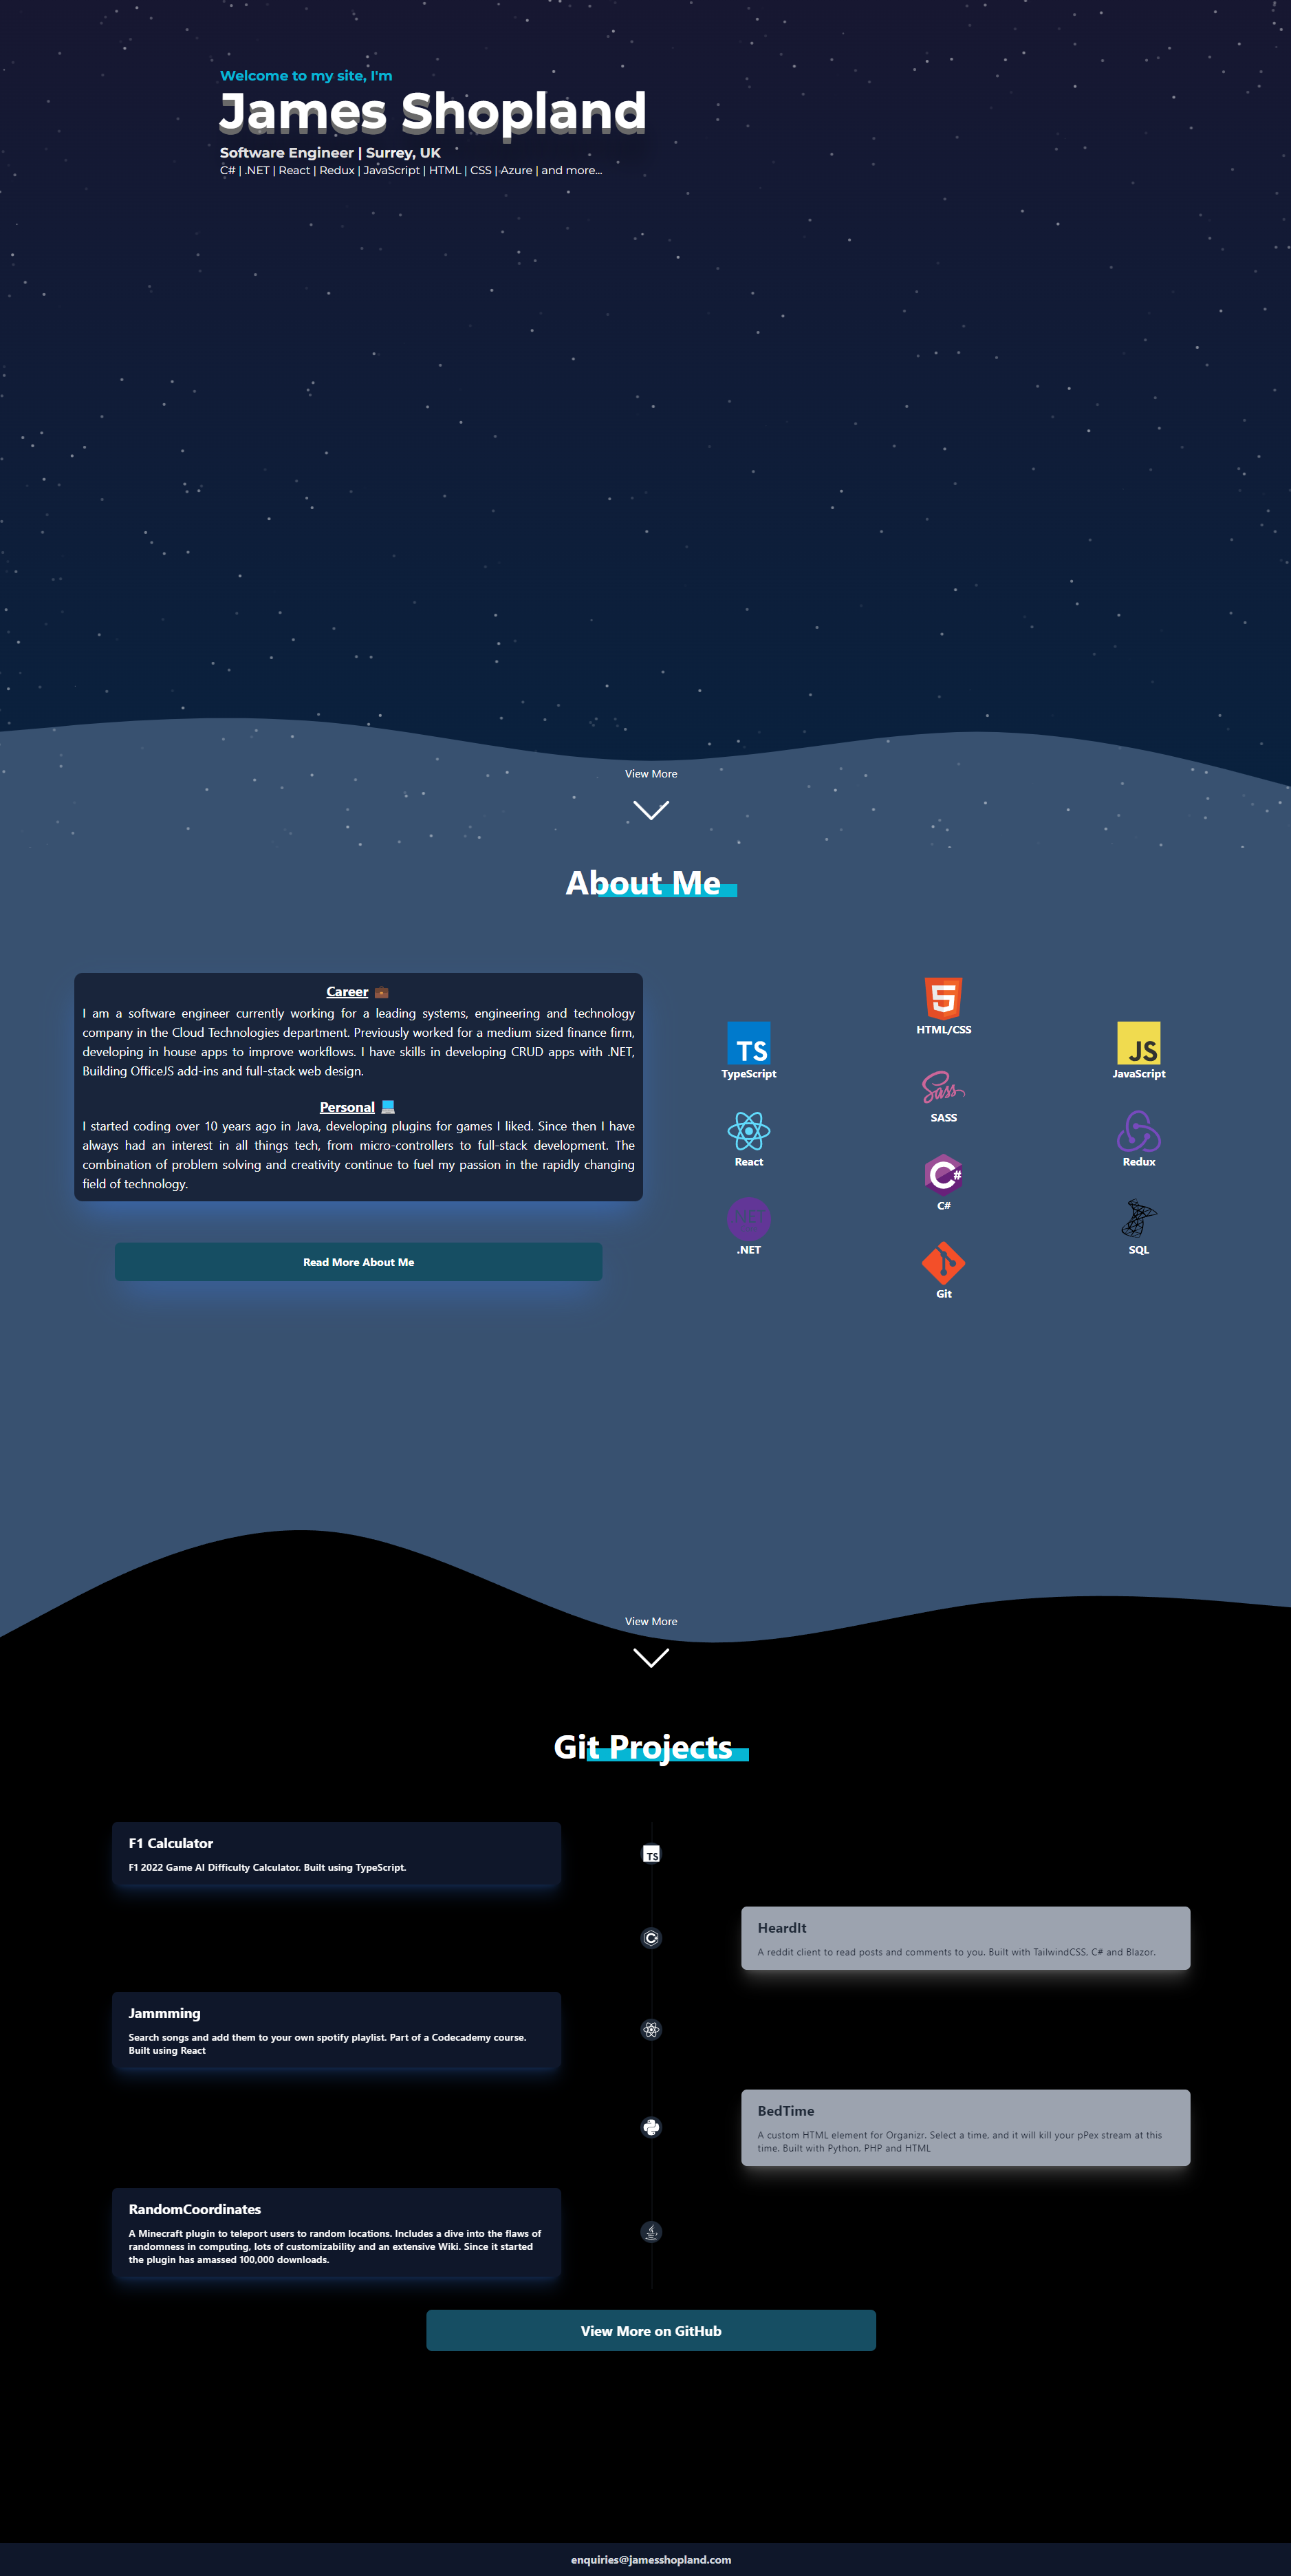 Welcome to my site, I'm
James Shopland
Software Engineer | Surrey, UK
C# | .NET | React | Redux | JavaScript | HTML | CSS | Azure | and more...
View More
About Me
Career
I am a software engineer currently working for a leading systems, engineering and technology
company in the Cloud Technologies department. Previously worked for a medium sized finance firm,
developing in house apps to improve workflows. I have skills in developing CRUD apps with .NET,
Building OfficeJS add-ins and full-stack web design.
Personal
I started coding over 10 years ago in Java, developing plugins for games I liked. Since then I have
always had an interest in all things tech, from micro-controllers to full-stack development. The
combination of problem solving and creativity continue to fuel my passion in the rapidly changing
field of technology.
Read More About Me
TS
TypeScript
React
.NET
5
HTML/CSS
Sass
SASS
C#
C#
Git
JS
JavaScript
Redux
SQL
View More
Git Projects
F1 Calculator
F1 2022 Game AI Difficulty Calculator. Built using TypeScript.
TS
HeardIt
A reddit client to read posts and comments to you. Built with TailwindCSS, C# and Blazor.
Jammming
Search songs and add them to your own spotify playlist. Part of a Codecademy course.
Built using React
BedTime
A custom HTML element for Organizr. Select a time, and it will kill your pPex stream at this
time. Built with Python, PHP and HTML
RandomCoordinates
A Minecraft plugin to teleport users to random locations. Includes a dive into the flaws of
randomness in computing, lots of customizability and an extensive Wiki. Since it started
the plugin has amassed 100,000 downloads.
View More on GitHub
enquiries@jamesshopland.com